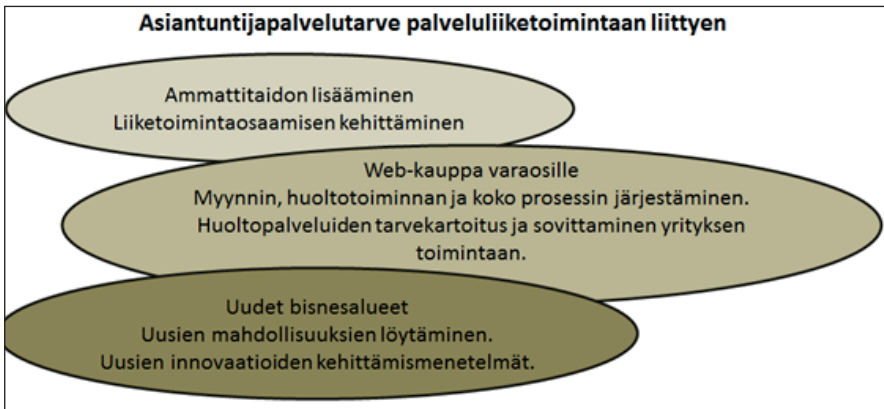 Asiantuntijapalvelutarve palveluliiketoimintaan liittyen
Ammattitaidon lisääminen
Liiketoimintaosaamisen kehittäminen
Web-kauppa varaosille
Myynnin, huoltotoiminnan ja koko prosessin järjestäminen.
Huoltopalveluiden tarvekartoitus ja sovittaminen yrityksen
toimintaan.
Uudet bisnesalueet
Uusien mahdollisuuksien löytäminen.
Uusien innovaatioiden kehittämismenetelmät.